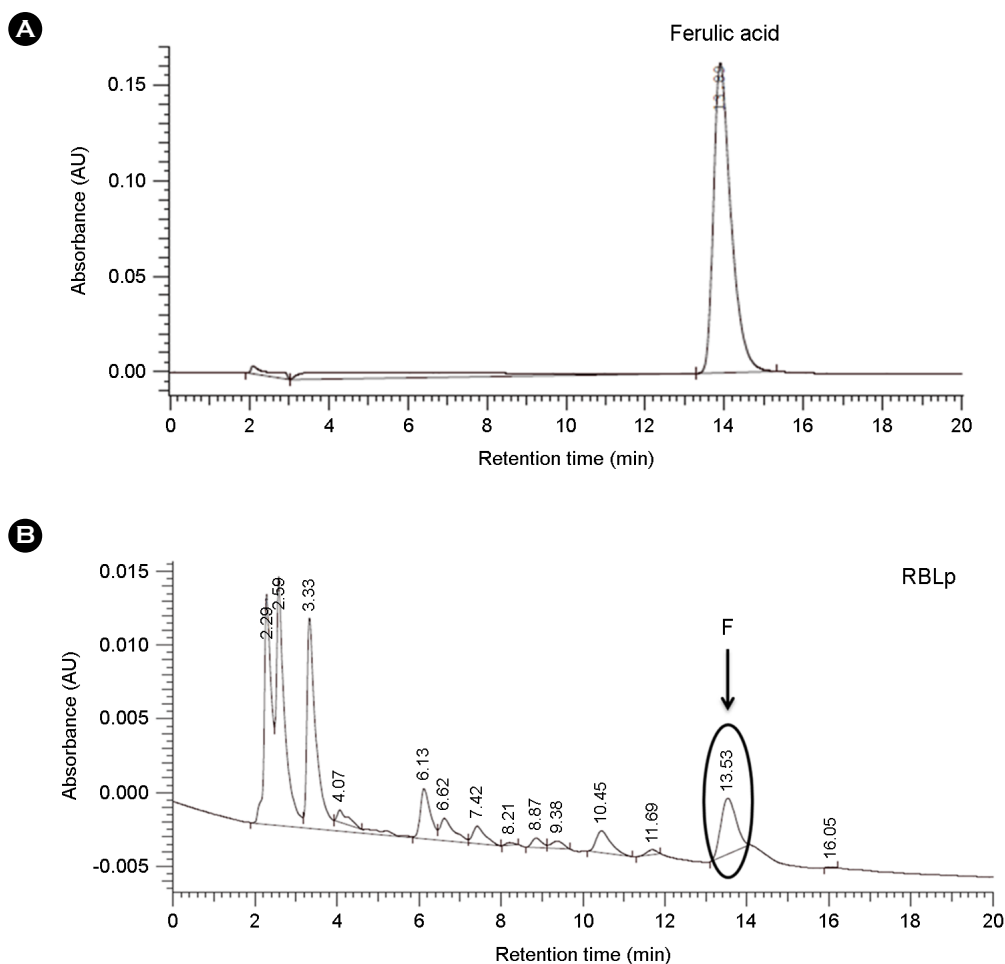 A
Ferulic acid
0.15
0.10
0.05
0.00
Absorbance (AU)
0 2 4 6 8 10 12 14 16 18 20
Retention time (min)
B
RBLp
F
0.015
0.010
0.005
0.000
-0.005
Absorbance (AU)
2.29 2.59 3.33 4.07 6.13 6.62 7.42 8.21 8.87 9.38 10.45 11.69 13.53 16.05
0 2 4 6 8 10 12 14 16 18 20
Retention time (min)